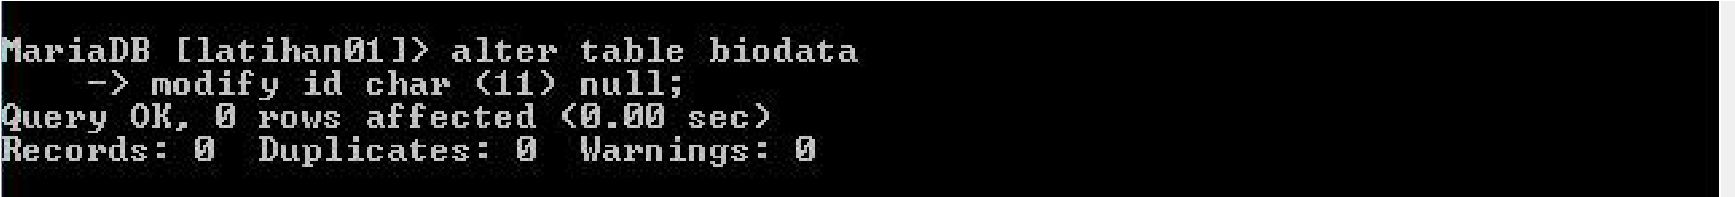 MariaDB [latihan01]> alter table biodata
    -> modify id char (11) null;
Query OK, 0 rows affected (0.00 sec)
Records: 0  Duplicates: 0  Warnings: 0